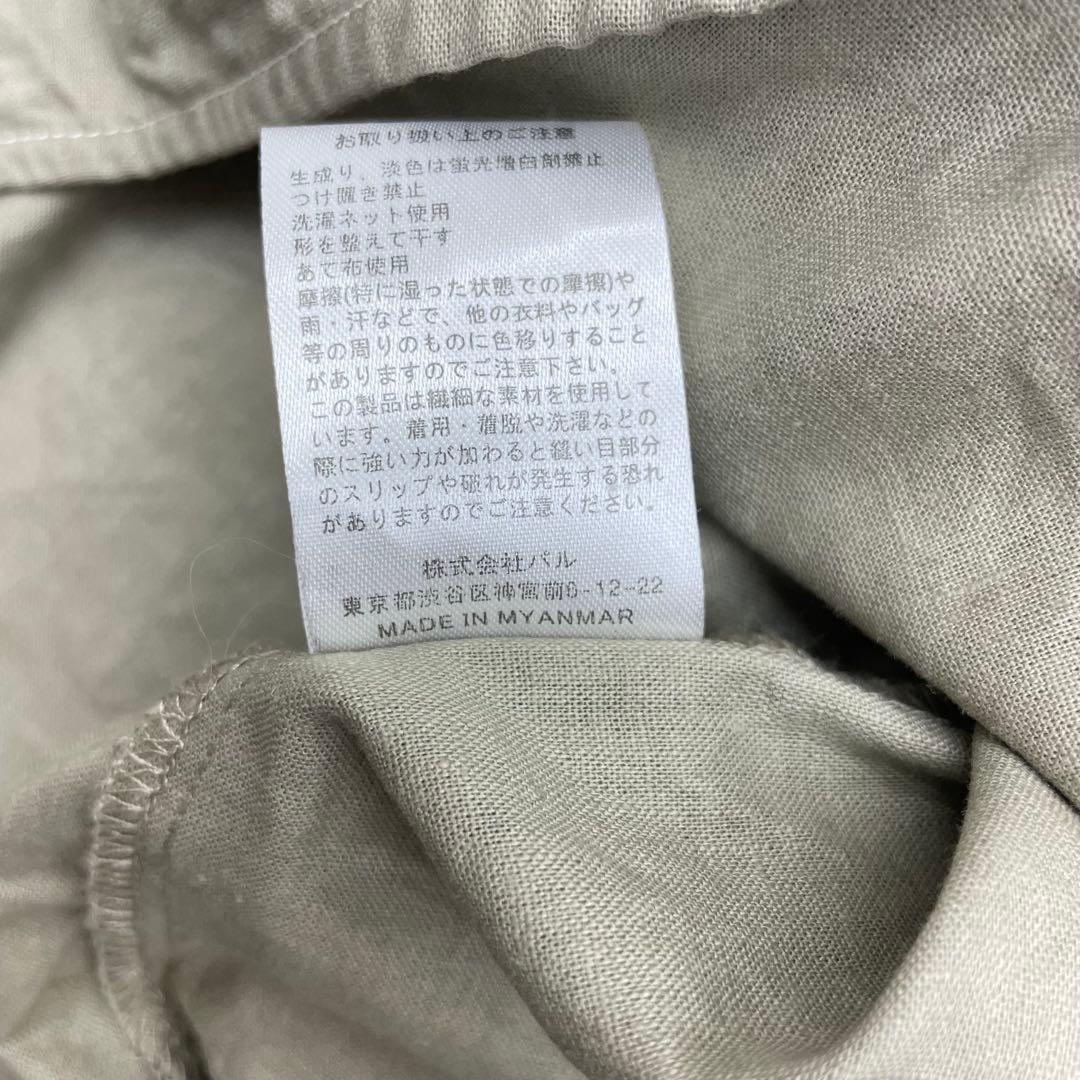 お取り扱い上のご注意
生成り、淡色は蛍光増白剤禁止
つけ置き禁止
洗濯ネット使用
形を整えて干す
あて布使用
摩擦(特に湿った状態での摩擦)や
雨・汗などで、他の衣料やバッグ
等の周りのものに色移りすること
がありますのでご注意下さい。
この製品は繊細な素材を使用して
います。着用・着脱や洗濯などの
際に強い力が加わると縫い目部分
のスリップや破れが発生する恐れ
がありますのでご注意ください。
株式会社パル
東京都渋谷区神宮前6-12-22
MADE IN MYANMAR